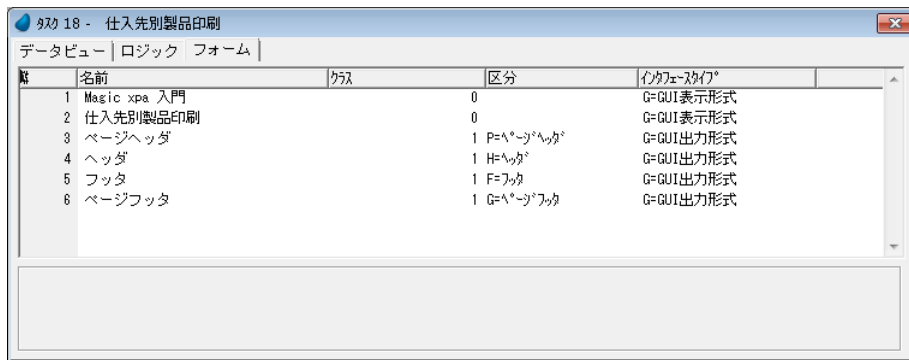 ﾀｽｸ 18 - 仕入先別製品印刷
データビュー ロジック フォーム
名前 ｸﾗｽ 区分 ｲﾝﾀﾌｪｰｽﾀｲﾌﾟ
1 Magic xpa 入門 0 G=GUI表示形式
2 仕入先別製品印刷 0 G=GUI表示形式
3 ページヘッダ 1 P=ﾍﾟｰｼﾞﾍｯﾀﾞ G=GUI出力形式
4 ヘッダ 1 H=ﾍｯﾀﾞ G=GUI出力形式
5 フッタ 1 F=ﾌｯﾀ G=GUI出力形式
6 ページフッタ 1 G=ﾍﾟｰｼﾞﾌｯﾀ G=GUI出力形式